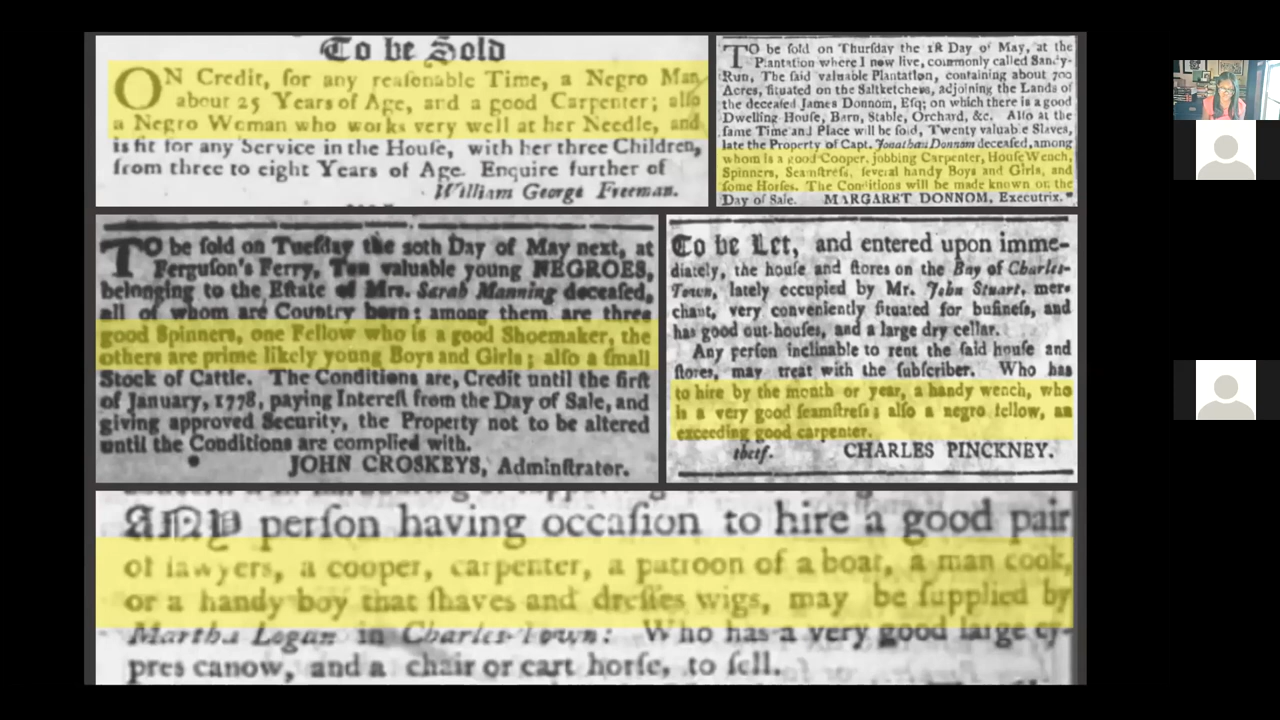 To be Sold
ON Credit, for any reaſonable Time, a Negro Man
about 25 Years of Age, and a good Carpenter; alſo
a Negro Woman who works very well at her Needle, and
is fit for any Service in the Houſe, with her three Children,
from three to eight Years of Age. Enquire further of
William George Freeman.
TO be ſold on Thurſday the 18 Day of May, at the
Plantation where I now live, commonly called Sandy-
Run, The ſaid valuable Plantation, containing about 700
Acres, ſituated on the Saltketchers, adjoining the Lands of
the deceaſed James Donnom, Eſq; on which there is a good
Dwelling Houſe, Barn, Stable, Orchard, &c. Alſo at the
ſame Time and Place will be ſold, Twenty valuable Slaves,
late the Property of Capt. Jonathan Donnom deceaſed, among
whom is a good Cooper, jobbing Carpenter, Houſe Wench,
Spinners, Seamſtreſs, ſeveral handy Boys and Girls, and
ſome Horſes. The Conditions will be made known on the
Day of Sale. MARGARET DONNOM, Executrix.*
TO be ſold on Tueſday the 20th Day of May next, at
Ferguſon's Ferry, Ten valuable young NEGROES,
belonging to the Eſtate of Mrs. Sarah Manning deceaſed,
all of whom are Country born; among them are three
good Spinners, one Fellow who is a good Shoemaker, the
others are prime likely young Boys and Girls; alſo a ſmall
Stock of Cattle. The Conditions are, Credit until the firſt
of January, 1778, paying Intereſt from the Day of Sale, and
giving approved Security, the Property not to be altered
until the Conditions are complied with.
JOHN CROSKEYS, Adminſtrator.
To be Let, and entered upon imme-
diately, the houſe and ſtores on the Bay of Charles-
Town, lately occupied by Mr. John Stuart, mer-
chant, very conveniently ſituated for buſineſs, and
has good out-houſes, and a large dry cellar.
Any perſon inclinable to rent the ſaid houſe and
ſtores, may treat with the ſubſcriber. Who has
to hire by the month or year, a handy wench, who
is a very good ſeamſtreſs; alſo a negro fellow, an
exceeding good carpenter.
CHARLES PINCKNEY.
ANY perſon having occaſion to hire a good pair
of ſawyers, a cooper, carpenter, a patroon of a boat, a man cook,
or a handy boy that ſhaves and dreſſes wigs, may be ſupplied by
Martha Logan in Charles-Town: Who has a very good large cy-
pres canow, and a chair or cart horſe, to ſell.